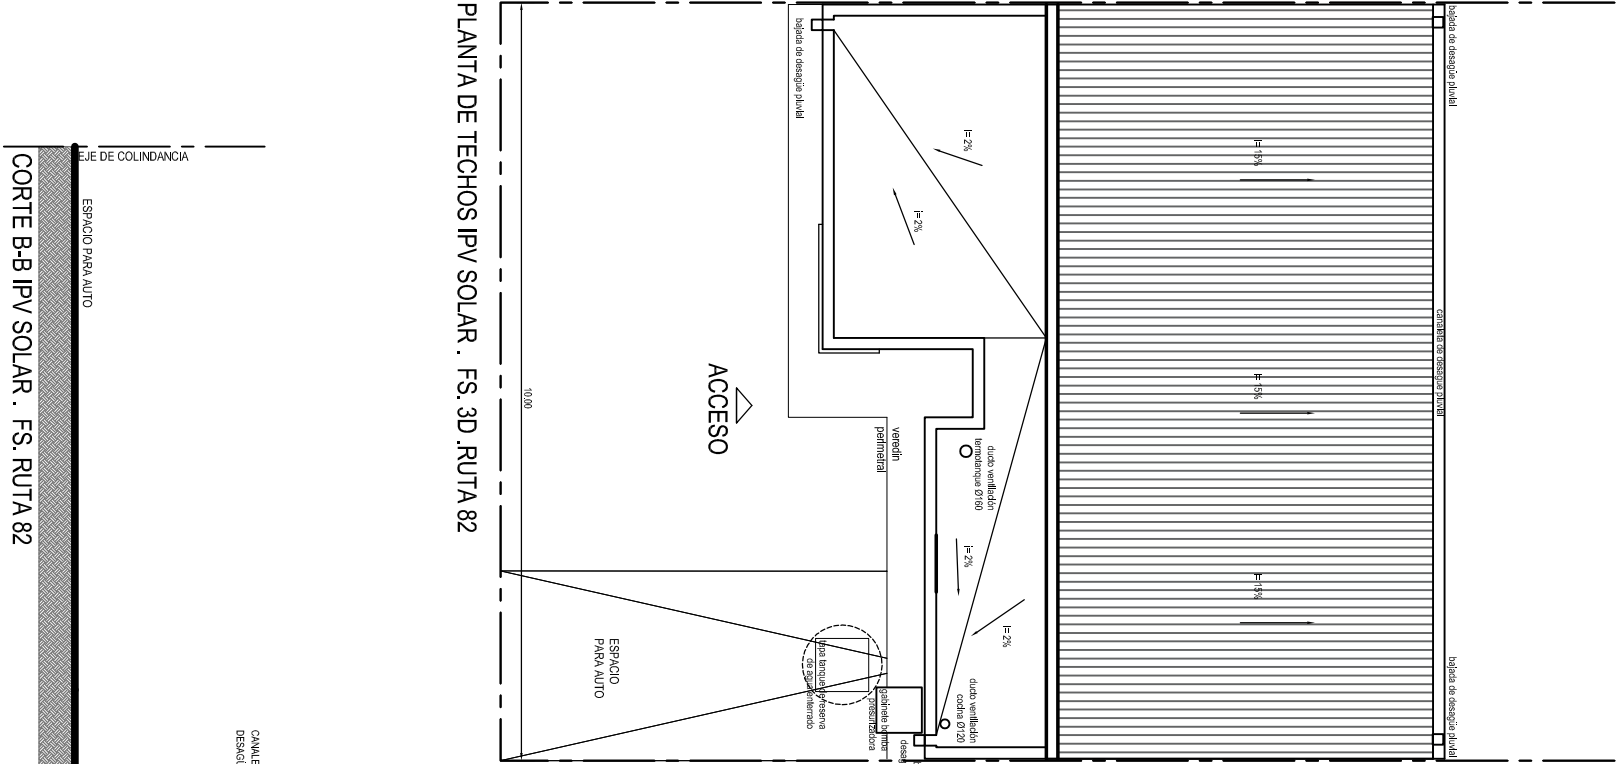 PLANTA DE TECHOS IPV SOLAR . FS. 3D .RUTA 82
CORTE B-B IPV SOLAR . FS. RUTA 82
EJE DE COLINDANCIA
ESPACIO PARA AUTO
CANALE
DESAGÜ
10.00
ACCESO
ESPACIO
PARA AUTO
veredin
perimetral
bajada de desagüe pluvial
i= 2%
i= 2%
i= 2%
i= 2%
ducto ventilación
termotanque Ø160
ducto ventilación
cocina Ø120
tapa tanque de reserva
de agua enterrado
gabinete bomba
presurizadora
desag
i= 15%
i= 15%
i= 15%
bajada de desagüe pluvial
canaleta de desagüe pluvial
bajada de desagüe pluvial